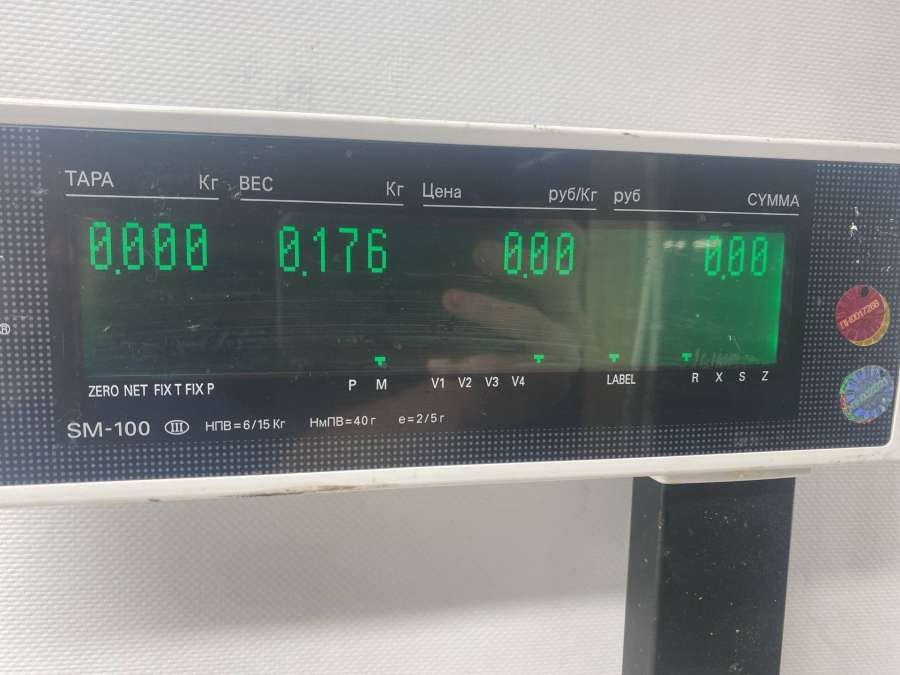 ТАРА Кг ВЕС Кг Цена руб/Кг руб СУММА
0.000 0.176 0.00 0.00
ZERO NET FIX T FIX P P M V1 V2 V3 V4 LABEL R X S Z
SM-100 III НПВ=6/15 Кг НмПВ=40 г e=2/5 г
®